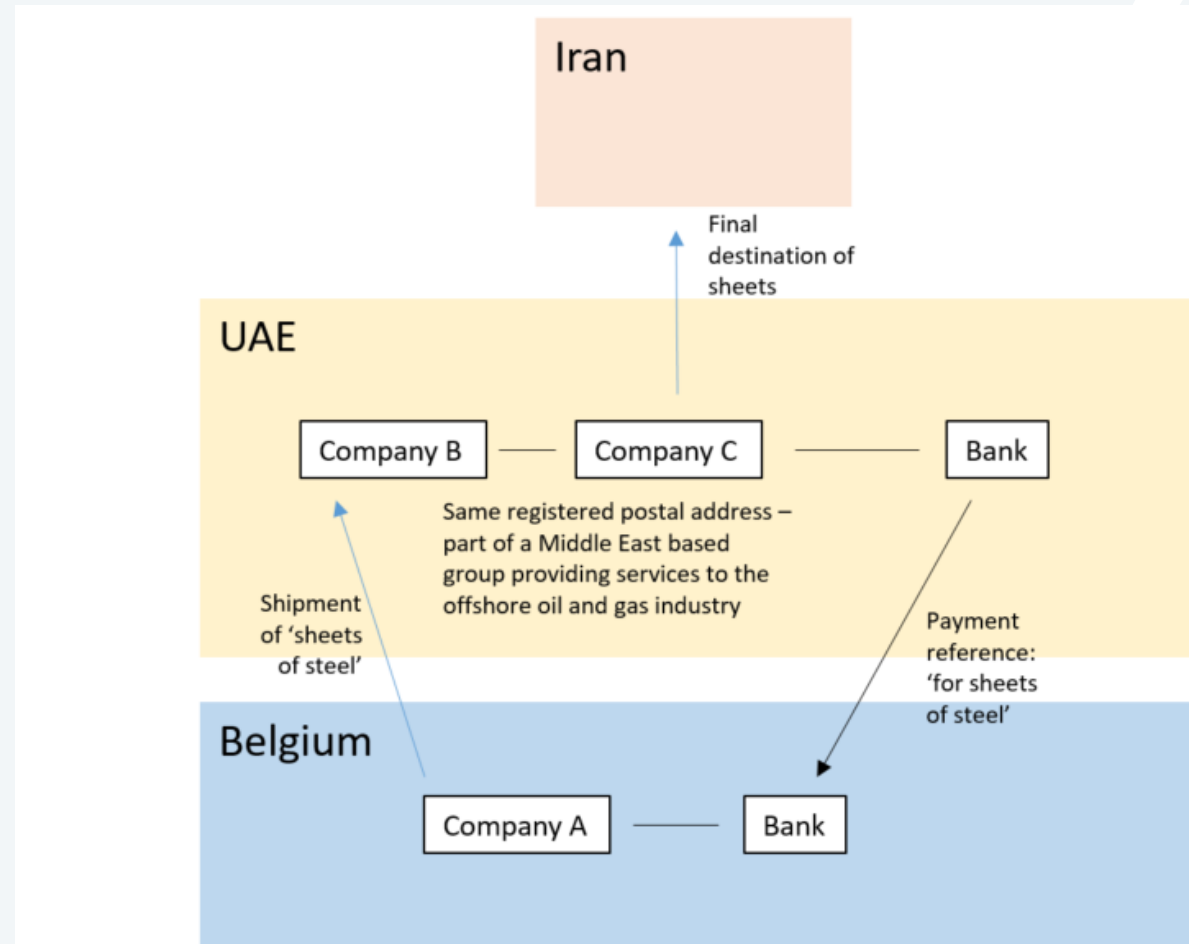 Iran
Final
destination of
sheets
UAE
Company B
Company C
Bank
Same registered postal address –
part of a Middle East based
group providing services to the
offshore oil and gas industry
Shipment
of ‘sheets
of steel’
Payment
reference:
‘for sheets
of steel’
Belgium
Company A
Bank